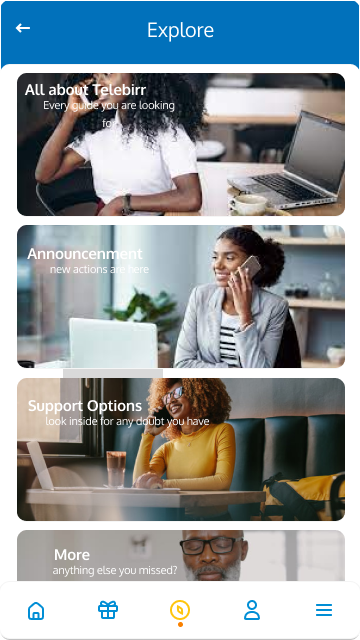 Explore
All about Telebirr
Every guide you are looking
for
Announcenment
new actions are here
Support Options
look inside for any doubt you have
More
anything else you missed?